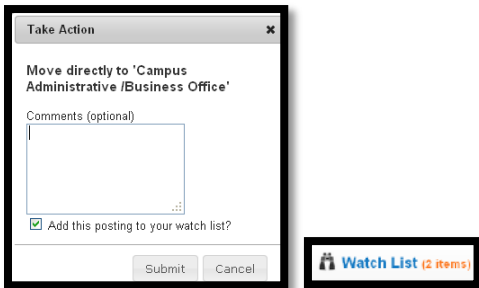 Take Action ×
Move directly to 'Campus
Administrative /Business Office'
Comments (optional)
Add this posting to your watch list?
Submit Cancel
Watch List (2 items)